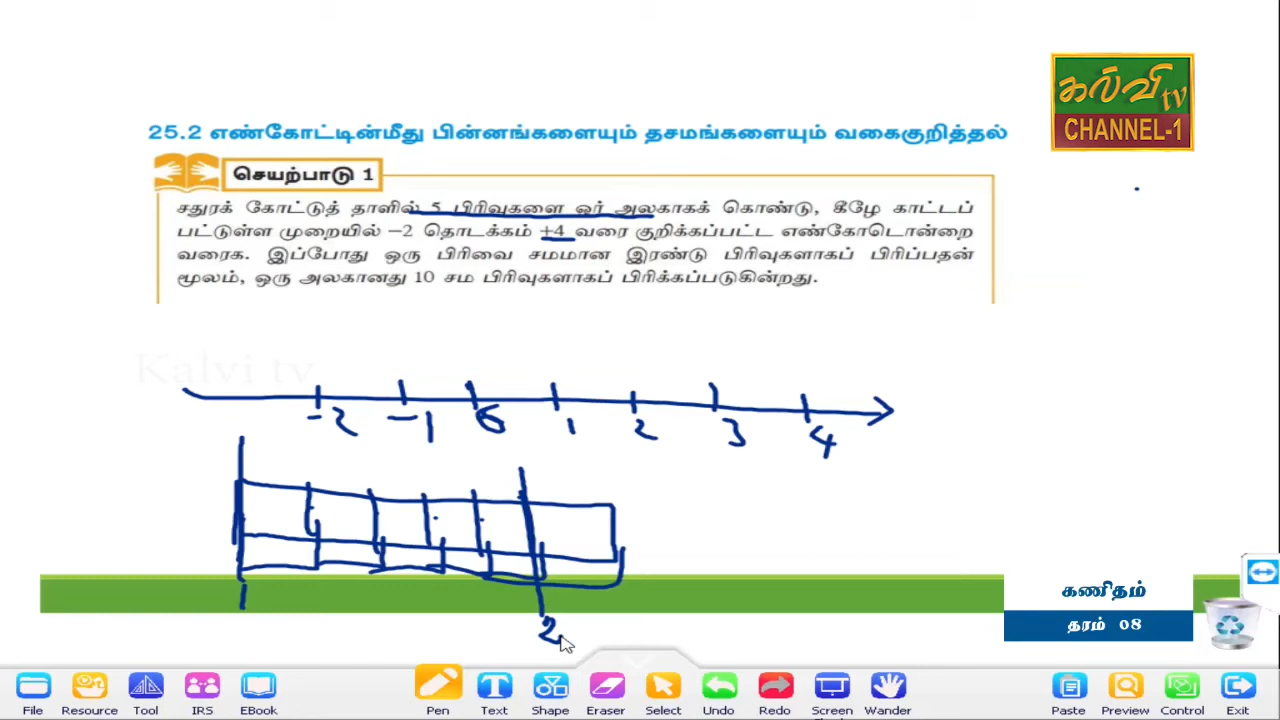 கல்வி tv
CHANNEL-1
25.2 எண்கோட்டின்மீது பின்னங்களையும் தசமங்களையும் வகைகுறித்தல்
செயற்பாடு 1
சதுரக் கோட்டுத் தாளில் 5 பிரிவுகளை ஓர் அலகாகக் கொண்டு, கீழே காட்டப்
பட்டுள்ள முறையில் −2 தொடக்கம் +4 வரை குறிக்கப்பட்ட எண்கோடொன்றை
வரைக. இப்போது ஒரு பிரிவை சமமான இரண்டு பிரிவுகளாகப் பிரிப்பதன்
மூலம், ஒரு அலகானது 10 சம பிரிவுகளாகப் பிரிக்கப்படுகின்றது.
Kalvi tv
-2 -1 0 1 2 3 4
1 2
கணிதம்
தரம் 08
File Resource Tool IRS EBook Pen Text Shape Eraser Select Undo Redo Screen Wander Paste Preview Control Exit